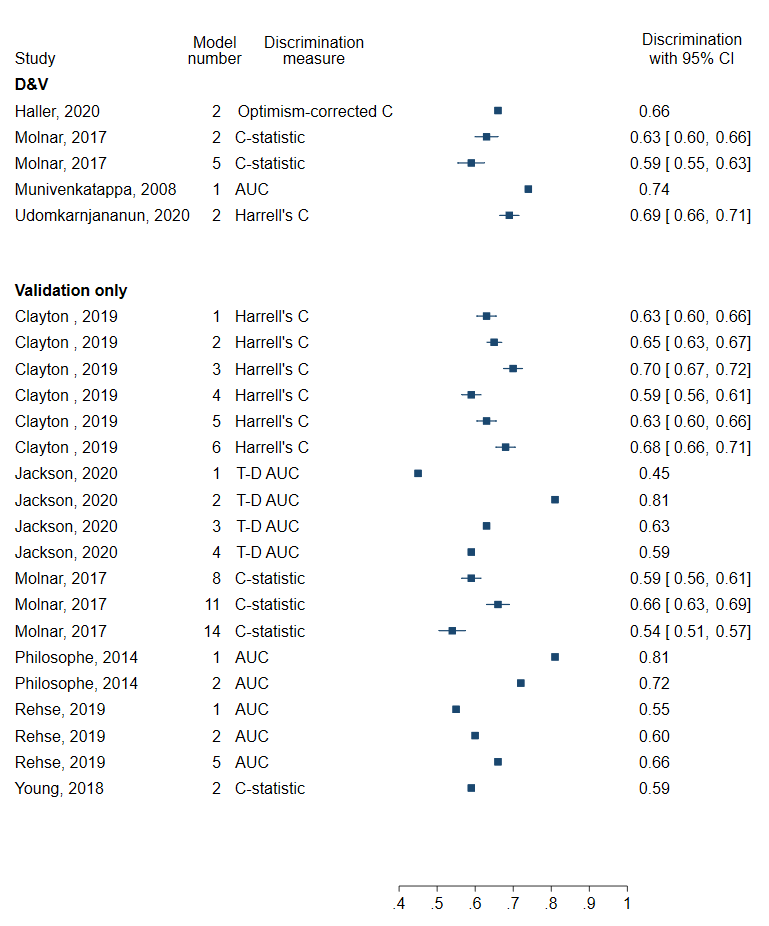 Study Model number Discrimination measure Discrimination with 95% CI
D&V
Haller, 2020 2 Optimism-corrected C 0.66
Molnar, 2017 2 C-statistic 0.63 [ 0.60, 0.66]
Molnar, 2017 5 C-statistic 0.59 [ 0.55, 0.63]
Munivenkatappa, 2008 1 AUC 0.74
Udomkarnjananun, 2020 2 Harrell's C 0.69 [ 0.66, 0.71]
Validation only
Clayton , 2019 1 Harrell's C 0.63 [ 0.60, 0.66]
Clayton , 2019 2 Harrell's C 0.65 [ 0.63, 0.67]
Clayton , 2019 3 Harrell's C 0.70 [ 0.67, 0.72]
Clayton , 2019 4 Harrell's C 0.59 [ 0.56, 0.61]
Clayton , 2019 5 Harrell's C 0.63 [ 0.60, 0.66]
Clayton , 2019 6 Harrell's C 0.68 [ 0.66, 0.71]
Jackson, 2020 1 T-D AUC 0.45
Jackson, 2020 2 T-D AUC 0.81
Jackson, 2020 3 T-D AUC 0.63
Jackson, 2020 4 T-D AUC 0.59
Molnar, 2017 8 C-statistic 0.59 [ 0.56, 0.61]
Molnar, 2017 11 C-statistic 0.66 [ 0.63, 0.69]
Molnar, 2017 14 C-statistic 0.54 [ 0.51, 0.57]
Philosophe, 2014 1 AUC 0.81
Philosophe, 2014 2 AUC 0.72
Rehse, 2019 1 AUC 0.55
Rehse, 2019 2 AUC 0.60
Rehse, 2019 5 AUC 0.66
Young, 2018 2 C-statistic 0.59
.4 .5 .6 .7 .8 .9 1